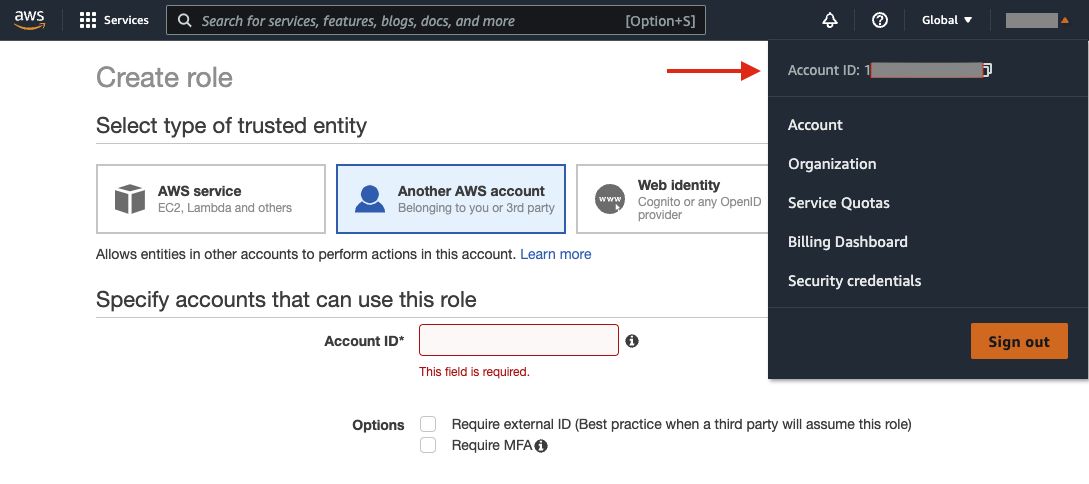 aws Services Search for services, features, blogs, docs, and more [Option+S] Global
Account ID: 1
Account
Organization
Service Quotas
Billing Dashboard
Security credentials
Sign out
Create role
Select type of trusted entity
AWS service
EC2, Lambda and others
Another AWS account
Belonging to you or 3rd party
www
Web identity
Cognito or any OpenID
provider
Allows entities in other accounts to perform actions in this account. Learn more
Specify accounts that can use this role
Account ID*
This field is required.
Options Require external ID (Best practice when a third party will assume this role)
Require MFA